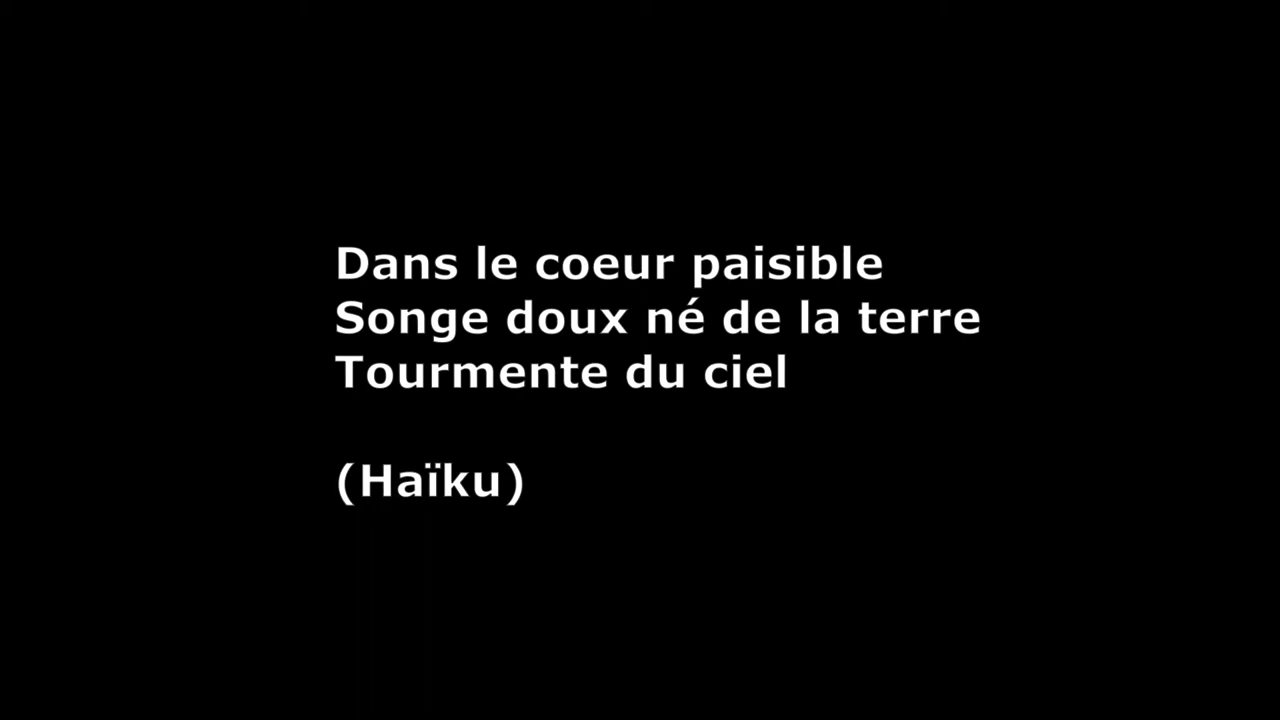 Dans le coeur paisible
Songe doux né de la terre
Tourmente du ciel
(Haïku)